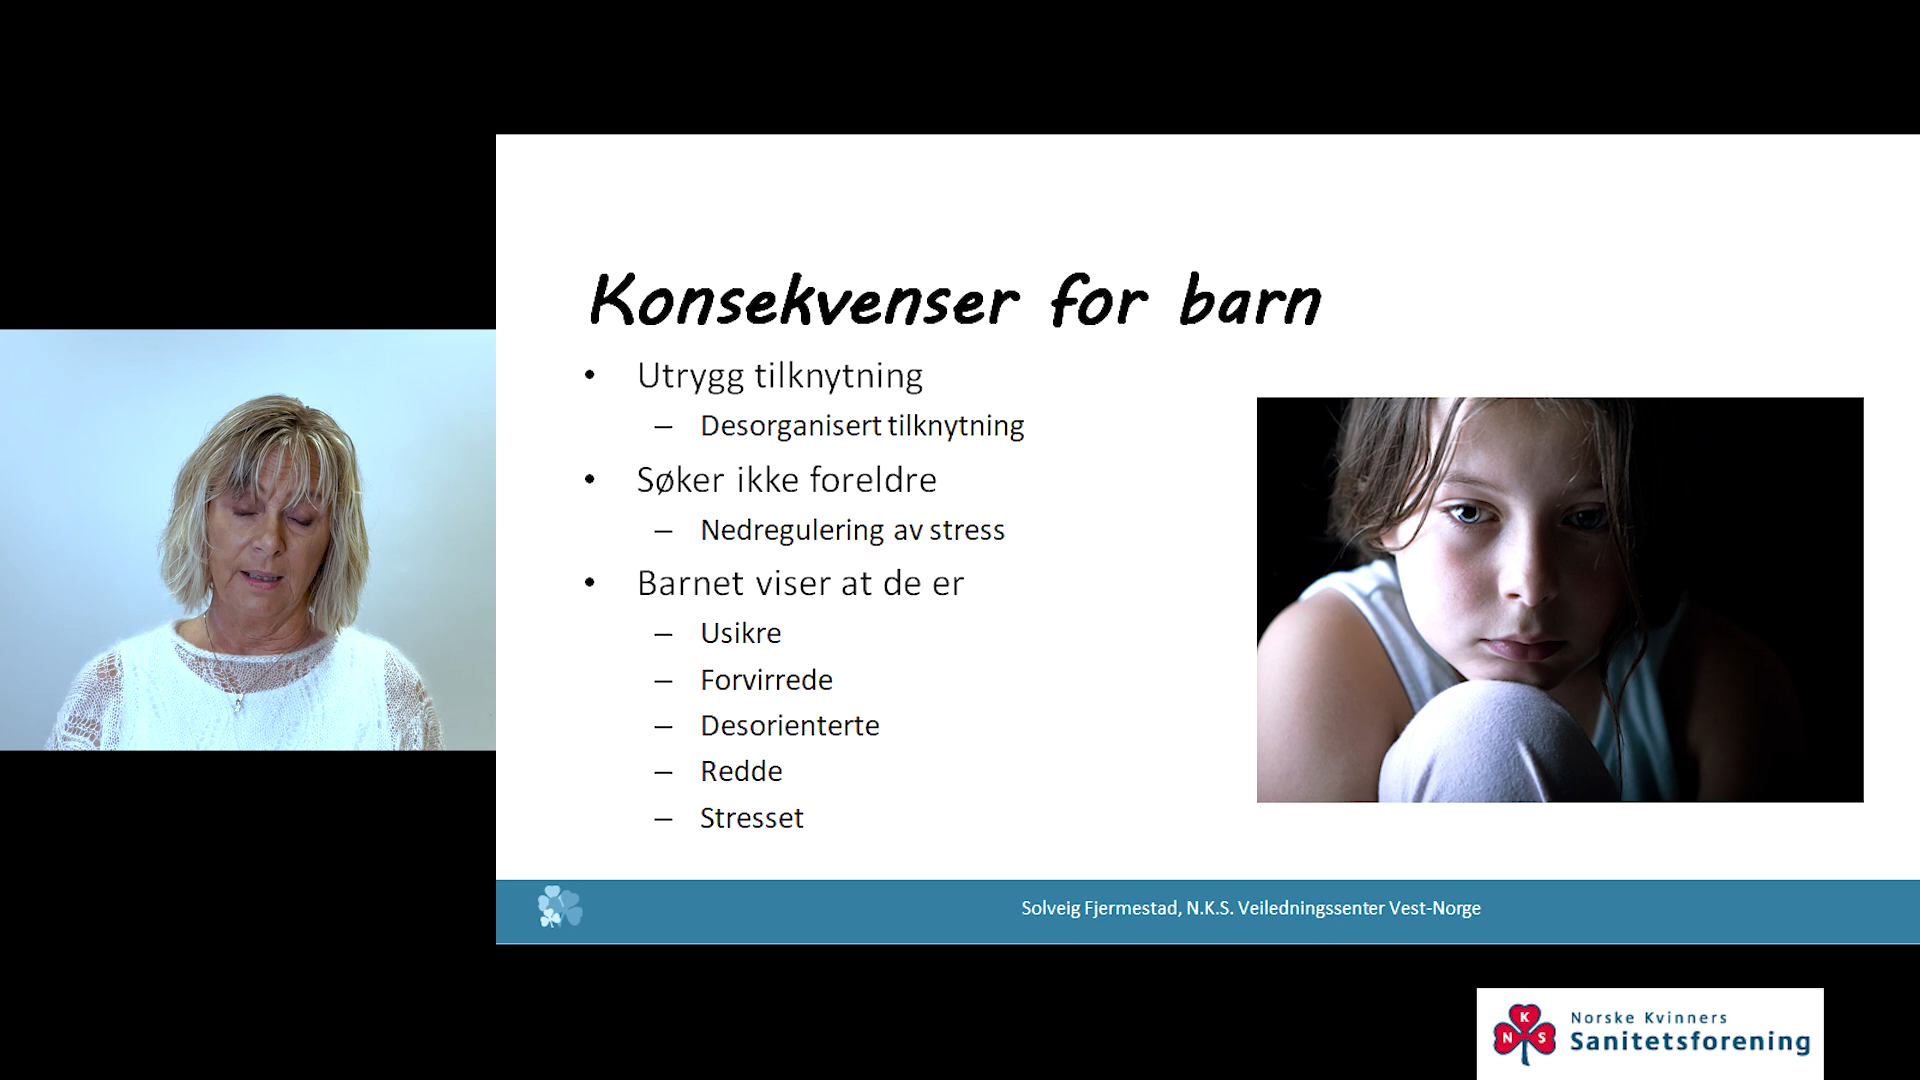 Konsekvenser for barn
• Utrygg tilknytning
– Desorganisert tilknytning
• Søker ikke foreldre
– Nedregulering av stress
• Barnet viser at de er
– Usikre
– Forvirrede
– Desorienterte
– Redde
– Stresset
Solveig Fjermestad, N.K.S. Veiledningssenter Vest-Norge
N K S
Norske Kvinners
Sanitetsforening